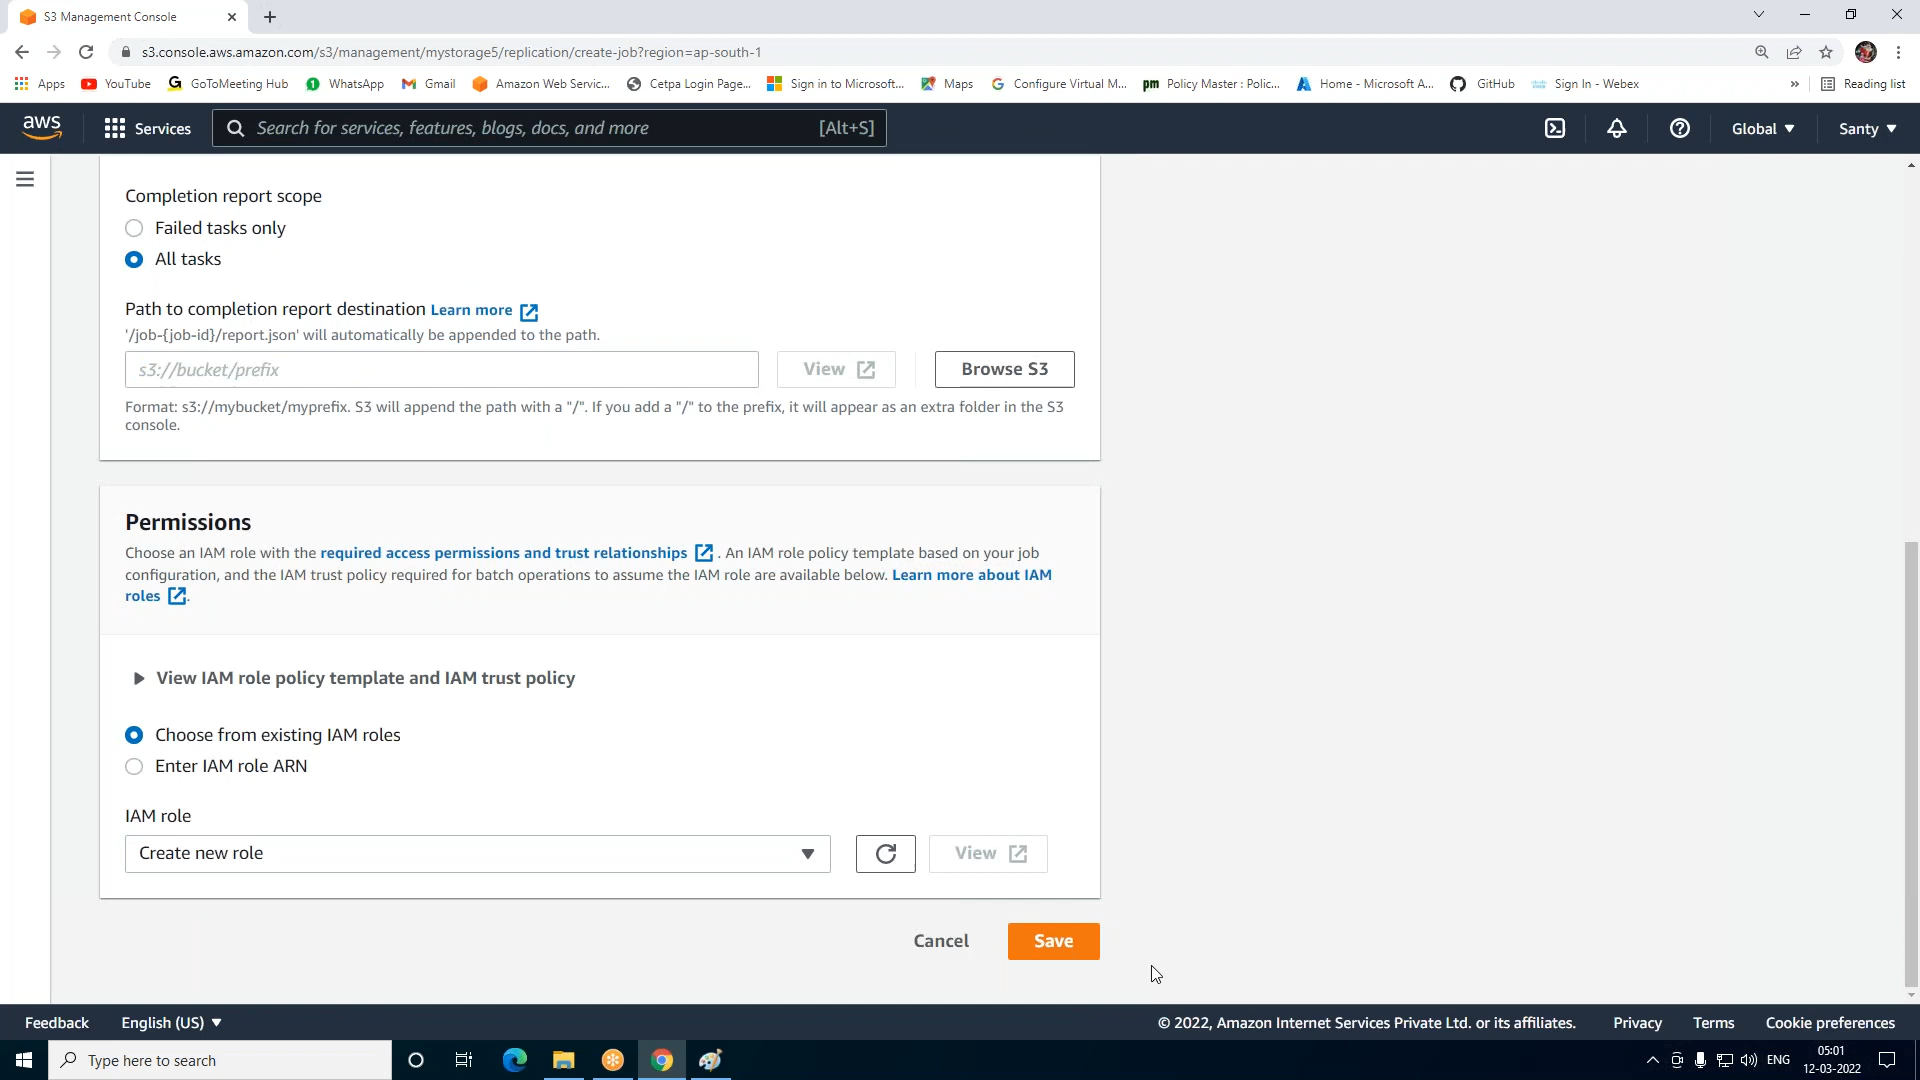 S3 Management Console
s3.console.aws.amazon.com/s3/management/mystorage5/replication/create-job?region=ap-south-1
Apps YouTube GoToMeeting Hub WhatsApp Gmail Amazon Web Servic... Cetpa Login Page... Sign in to Microsoft... Maps Configure Virtual M... Policy Master : Polic... Home - Microsoft A... GitHub Sign In - Webex » Reading list
aws Services Search for services, features, blogs, docs, and more [Alt+S] Global Santy
Completion report scope
Failed tasks only
All tasks
Path to completion report destination Learn more
'/job-{job-id}/report.json' will automatically be appended to the path.
s3://bucket/prefix View Browse S3
Format: s3://mybucket/myprefix. S3 will append the path with a "/". If you add a "/" to the prefix, it will appear as an extra folder in the S3
console.
Permissions
Choose an IAM role with the required access permissions and trust relationships . An IAM role policy template based on your job
configuration, and the IAM trust policy required for batch operations to assume the IAM role are available below. Learn more about IAM
roles .
View IAM role policy template and IAM trust policy
Choose from existing IAM roles
Enter IAM role ARN
IAM role
Create new role View
Cancel Save
Feedback English (US) © 2022, Amazon Internet Services Private Ltd. or its affiliates. Privacy Terms Cookie preferences
Type here to search ENG 05:01
12-03-2022